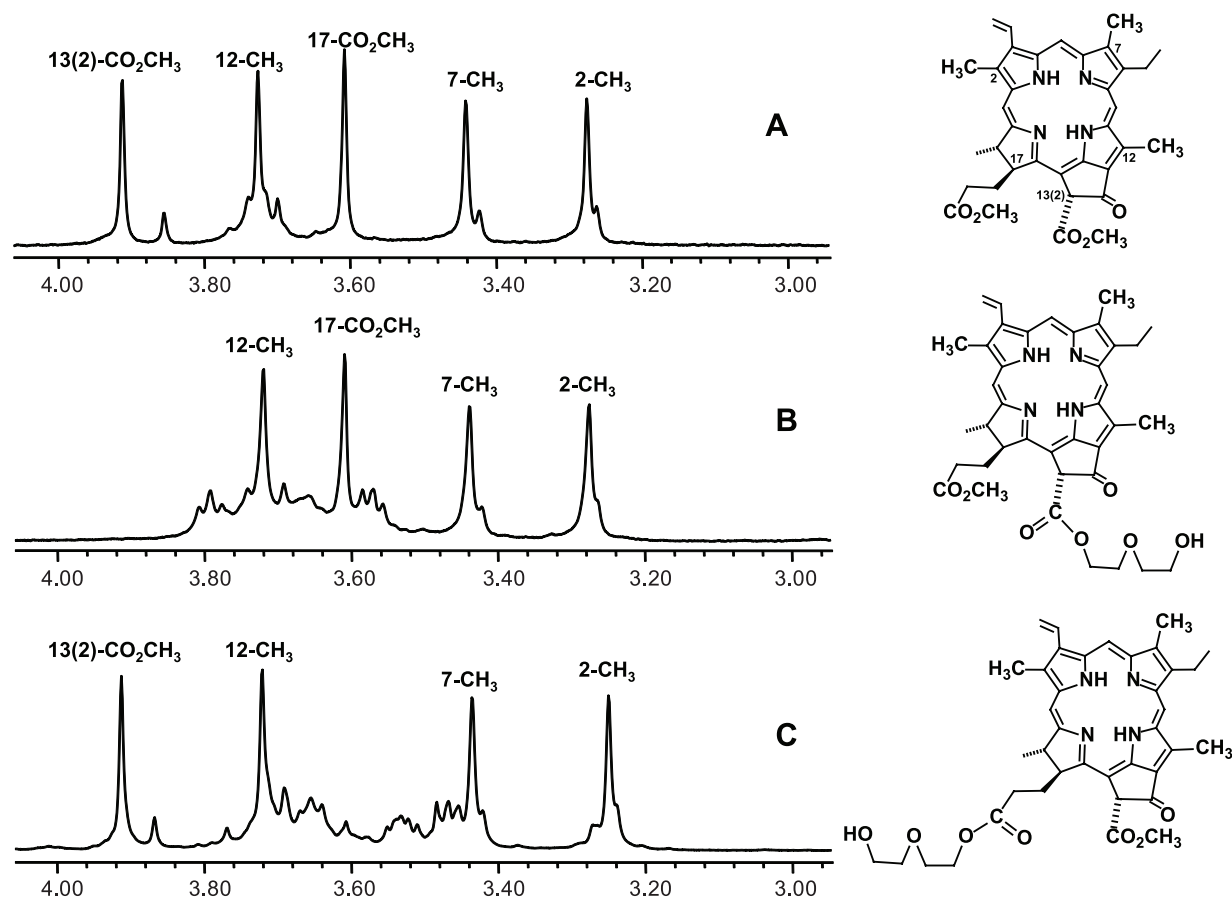 13(2)-CO₂CH₃
12-CH₃
17-CO₂CH₃
7-CH₃
2-CH₃
A
4.00 3.80 3.60 3.40 3.20 3.00
CH₃
7
H₃C
2
NH
N
N
HN
12
CH₃
17
13(2)
O
CO₂CH₃
CO₂CH₃
12-CH₃
17-CO₂CH₃
7-CH₃
2-CH₃
B
4.00 3.80 3.60 3.40 3.20 3.00
CH₃
H₃C
NH
N
N
HN
CH₃
CO₂CH₃
O
C
O
O
O
OH
13(2)-CO₂CH₃
12-CH₃
7-CH₃
2-CH₃
C
4.00 3.80 3.60 3.40 3.20 3.00
CH₃
H₃C
NH
N
N
HN
CH₃
O
CO₂CH₃
HO
O
O
C
O